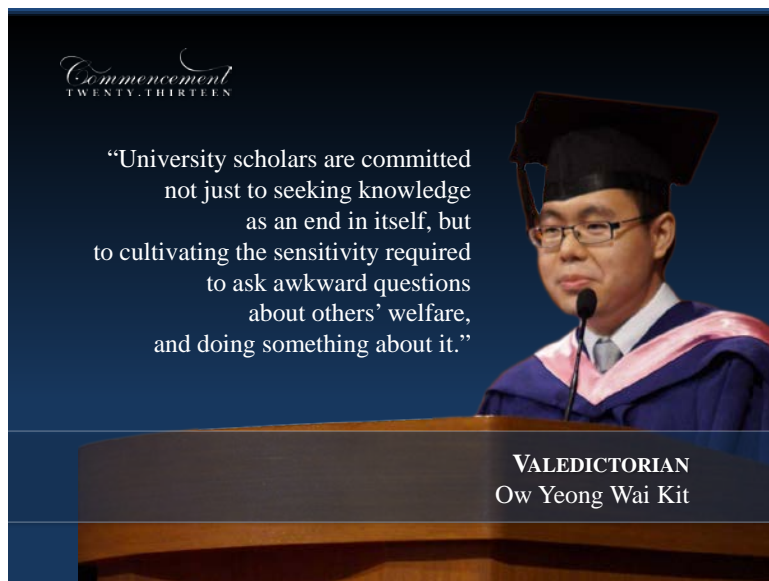 Commencement
TWENTY.THIRTEEN
“University scholars are committed
not just to seeking knowledge
as an end in itself, but
to cultivating the sensitivity required
to ask awkward questions
about others’ welfare,
and doing something about it.”
VALEDICTORIAN
Ow Yeong Wai Kit